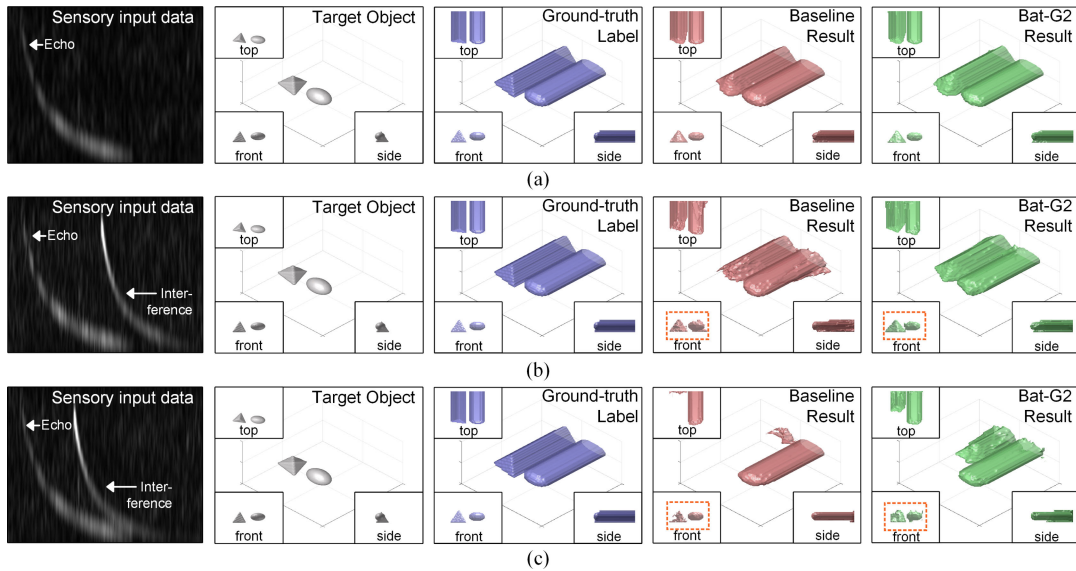 Sensory input data
Echo
Target Object
top
front
side
Ground-truth
Label
top
front
side
Baseline
Result
top
front
side
Bat-G2
Result
top
front
side
(a)
Sensory input data
Echo
Inter-
ference
Target Object
top
front
side
Ground-truth
Label
top
front
side
Baseline
Result
top
front
side
Bat-G2
Result
top
front
side
(b)
Sensory input data
Echo
Inter-
ference
Target Object
top
front
side
Ground-truth
Label
top
front
side
Baseline
Result
top
front
side
Bat-G2
Result
top
front
side
(c)